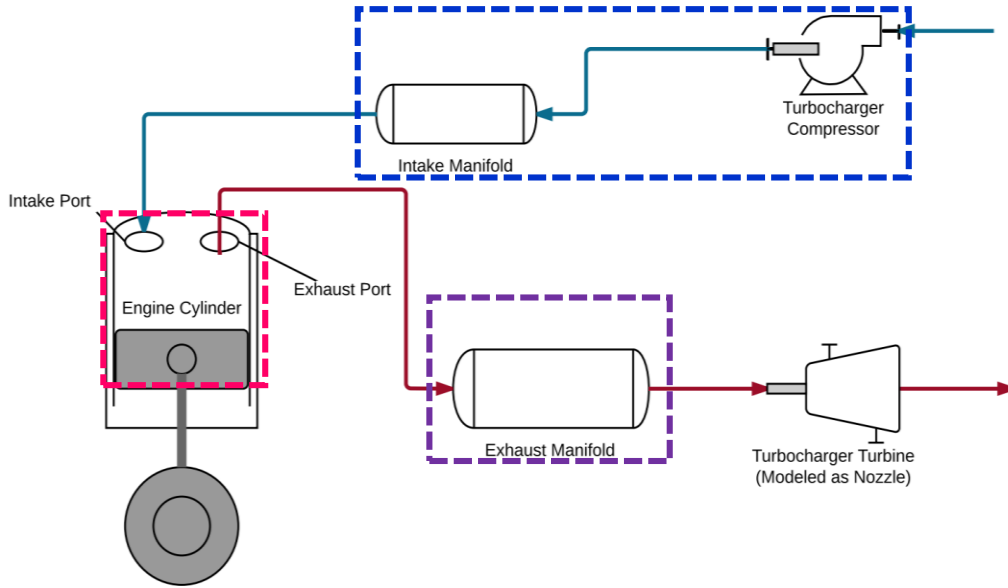 Turbocharger
Compressor
Intake Manifold
Intake Port
Exhaust Port
Engine Cylinder
Exhaust Manifold
Turbocharger Turbine
(Modeled as Nozzle)